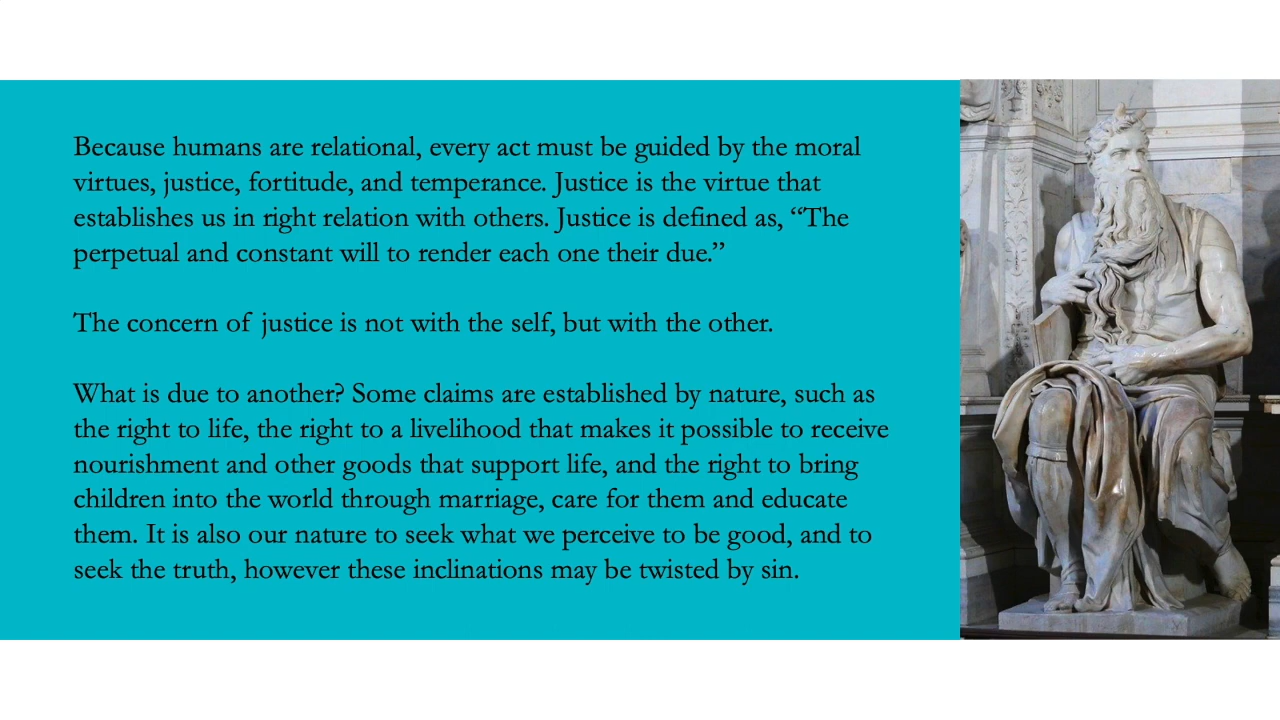 Because humans are relational, every act must be guided by the moral
virtues, justice, fortitude, and temperance. Justice is the virtue that
establishes us in right relation with others. Justice is defined as, “The
perpetual and constant will to render each one their due.”
The concern of justice is not with the self, but with the other.
What is due to another? Some claims are established by nature, such as
the right to life, the right to a livelihood that makes it possible to receive
nourishment and other goods that support life, and the right to bring
children into the world through marriage, care for them and educate
them. It is also our nature to seek what we perceive to be good, and to
seek the truth, however these inclinations may be twisted by sin.